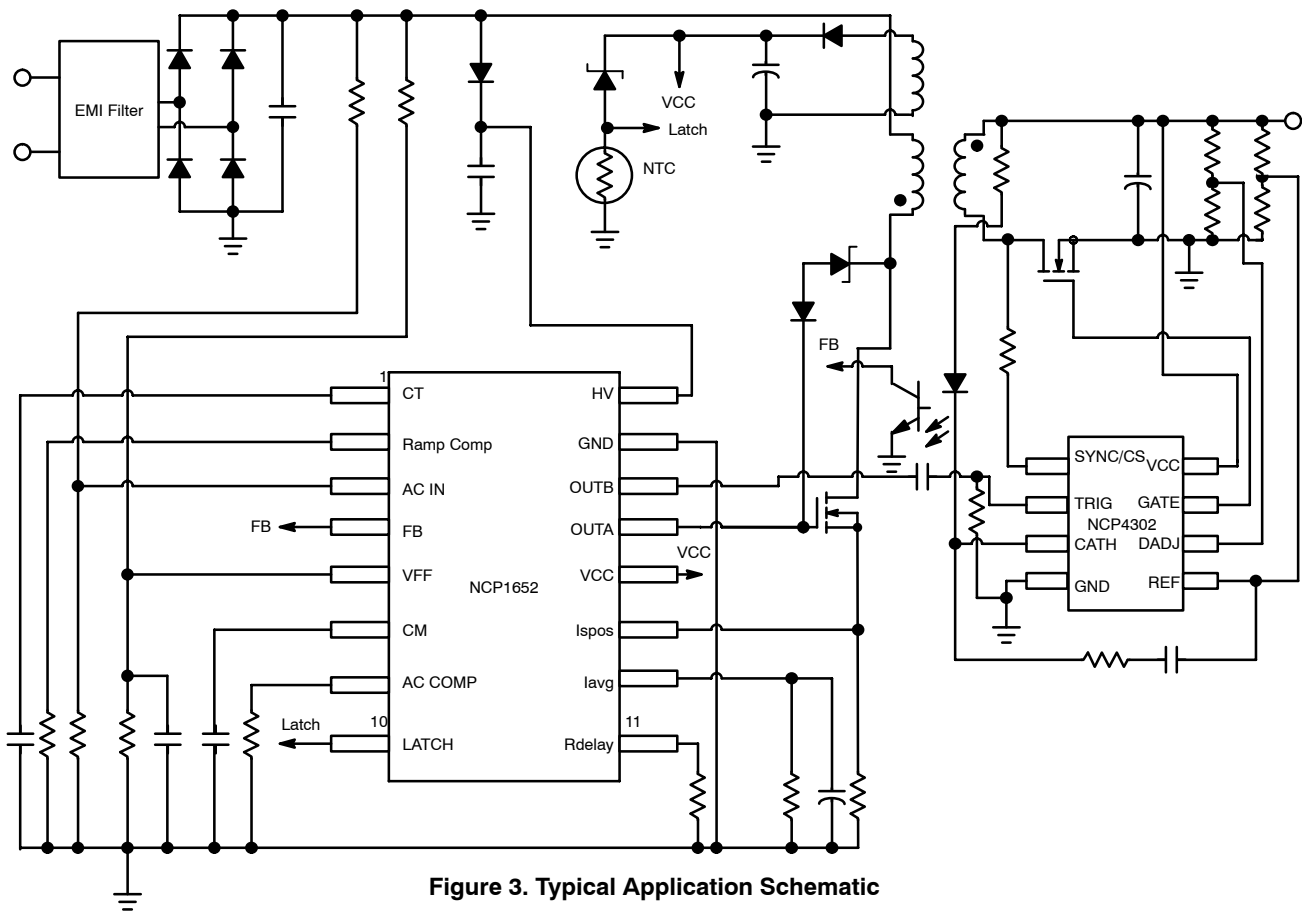 EMI Filter
VCC
Latch
NTC
FB
1
CT
HV
Ramp Comp
GND
AC IN
OUTB
FB
FB
OUTA
VCC
VFF
NCP1652
VCC
CM
Ispos
AC COMP
Iavg
Latch
10
11
LATCH
Rdelay
SYNC/CS
VCC
TRIG
GATE
NCP4302
CATH
DADJ
GND
REF
Figure 3. Typical Application Schematic